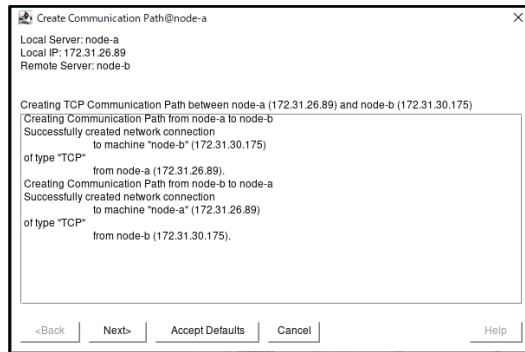 Create Communication Path@node-a
Local Server: node-a
Local IP: 172.31.26.89
Remote Server: node-b
Creating TCP Communication Path between node-a (172.31.26.89) and node-b (172.31.30.175)
Creating Communication Path from node-a to node-b
Successfully created network connection
to machine "node-b" (172.31.30.175)
of type "TCP"
from node-a (172.31.26.89).
Creating Communication Path from node-b to node-a
Successfully created network connection
to machine "node-a" (172.31.26.89)
of type "TCP"
from node-b (172.31.30.175).
<Back Next> Accept Defaults Cancel Help